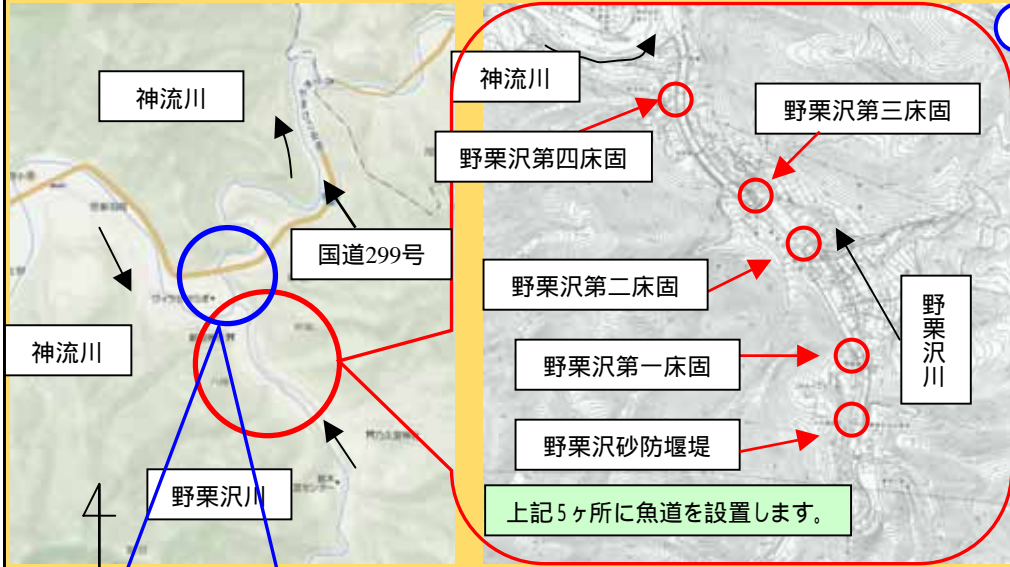 神流川
国道299号
神流川
野栗沢川
神流川
野栗沢第四床固
野栗沢第三床固
野栗沢第二床固
野栗沢川
野栗沢第一床固
野栗沢砂防堰堤
上記5ヶ所に魚道を設置します。